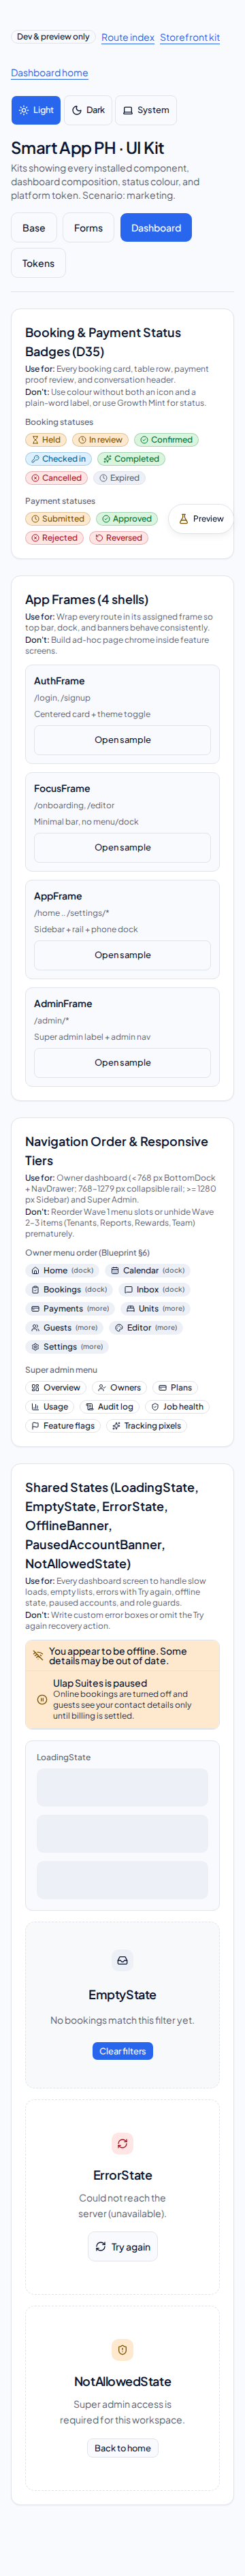 Dev & preview only Route index Storefront kit
Dashboard home
Light Dark System
Smart App PH · UI Kit
Kits showing every installed component,
dashboard composition, status colour, and
platform token. Scenario: marketing.
Base Forms Dashboard
Tokens
Booking & Payment Status
Badges (D35)
Use for: Every booking card, table row, payment
proof review, and conversation header.
Don't: Use colour without both an icon and a
plain-word label, or use Growth Mint for status.
Booking statuses
Held In review Confirmed
Checked in Completed
Cancelled Expired
Payment statuses
Submitted Approved
Preview
Rejected Reversed
App Frames (4 shells)
Use for: Wrap every route in its assigned frame so
top bar, dock, and banners behave consistently.
Don't: Build ad-hoc page chrome inside feature
screens.
AuthFrame
/login, /signup
Centered card + theme toggle
Open sample
FocusFrame
/onboarding, /editor
Minimal bar, no menu/dock
Open sample
AppFrame
/home .. /settings/*
Sidebar + rail + phone dock
Open sample
AdminFrame
/admin/*
Super admin label + admin nav
Open sample
Navigation Order & Responsive
Tiers
Use for: Owner dashboard (<768 px BottomDock
+ NavDrawer; 768–1279 px collapsible rail; >= 1280
px Sidebar) and Super Admin.
Don't: Reorder Wave 1 menu slots or unhide Wave
2–3 items (Tenants, Reports, Rewards, Team)
prematurely.
Owner menu order (Blueprint §6)
Home (dock) Calendar (dock)
Bookings (dock) Inbox (dock)
Payments (more) Units (more)
Guests (more) Editor (more)
Settings (more)
Super admin menu
Overview Owners Plans
Usage Audit log Job health
Feature flags Tracking pixels
Shared States (LoadingState,
EmptyState, ErrorState,
OfflineBanner,
PausedAccountBanner,
NotAllowedState)
Use for: Every dashboard screen to handle slow
loads, empty lists, errors with Try again, offline
state, paused accounts, and role guards.
Don't: Write custom error boxes or omit the Try
again recovery action.
You appear to be offline. Some
details may be out of date.
Ulap Suites is paused
Online bookings are turned off and
guests see your contact details only
until billing is settled.
LoadingState
EmptyState
No bookings match this filter yet.
Clear filters
ErrorState
Could not reach the
server (unavailable).
Try again
NotAllowedState
Super admin access is
required for this workspace.
Back to home